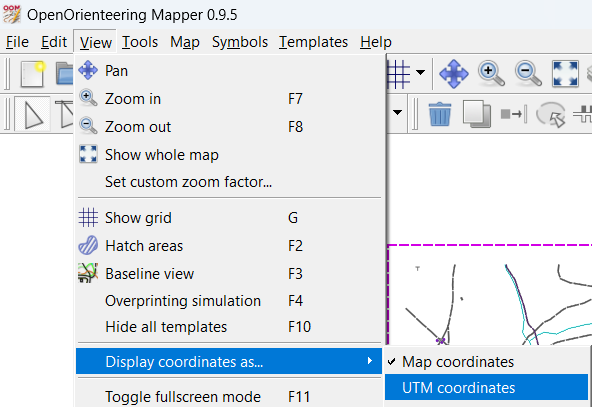 OpenOrienteering Mapper 0.9.5
File Edit View Tools Map Symbols Templates Help
Pan
Zoom in F7
Zoom out F8
Show whole map
Set custom zoom factor...
Show grid G
Hatch areas F2
Baseline view F3
Overprinting simulation F4
Hide all templates F10
Display coordinates as...
✓ Map coordinates
UTM coordinates
Toggle fullscreen mode F11